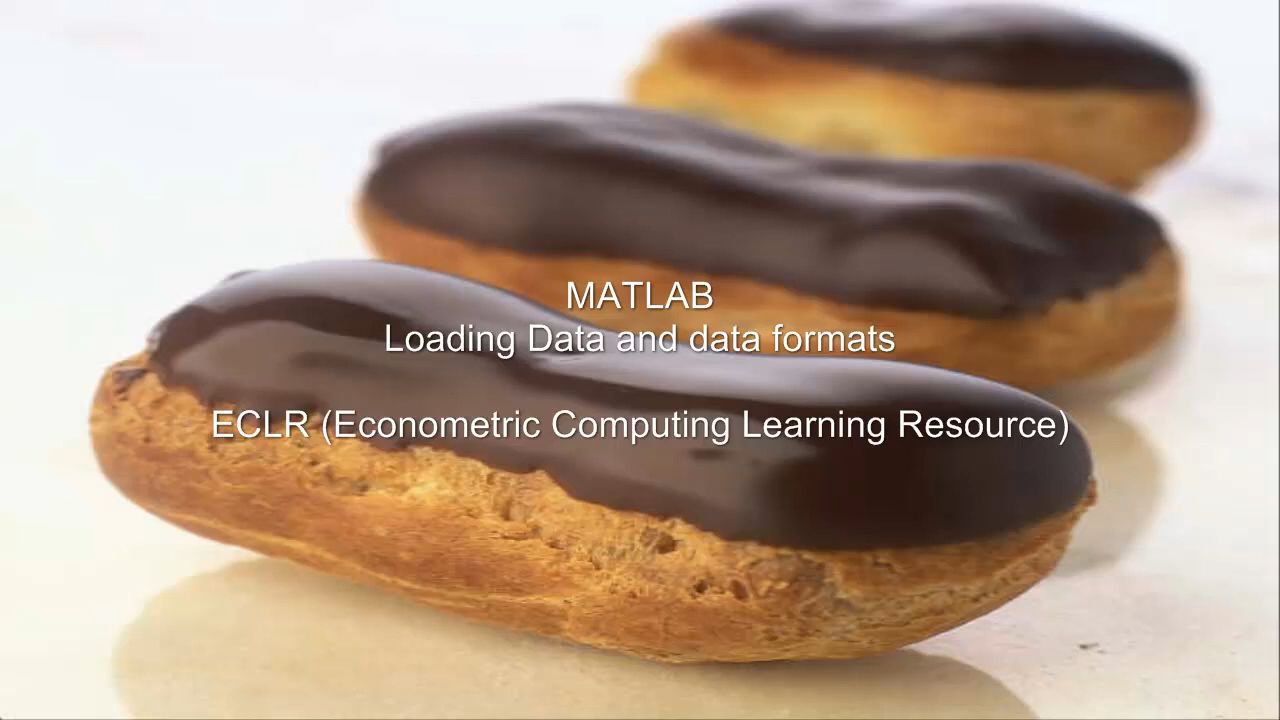 MATLAB
Loading Data and data formats
ECLR (Econometric Computing Learning Resource)